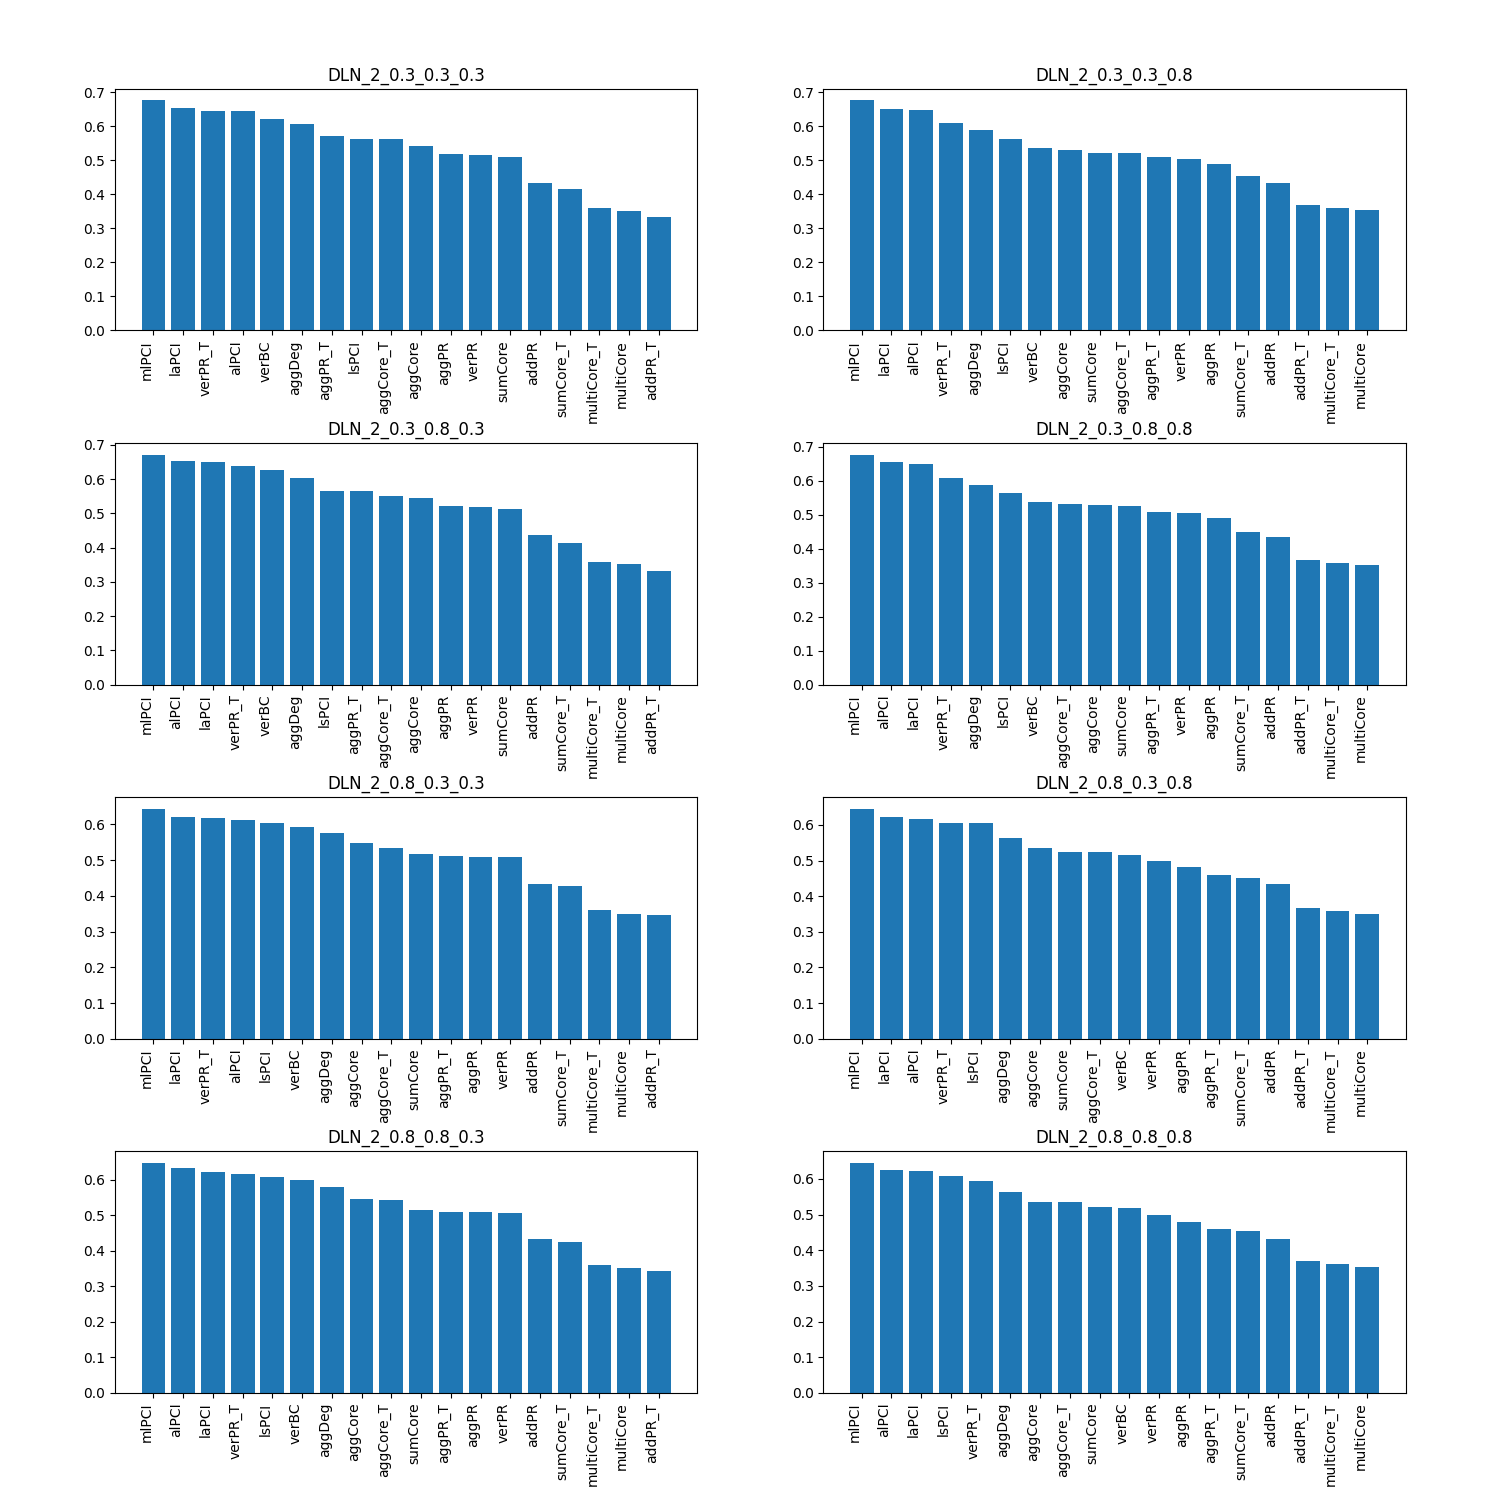 DLN_2_0.3_0.3_0.3
0.7
0.6
0.5
0.4
0.3
0.2
0.1
0.0
mlPCI
laPCI
verPR_T
alPCI
verBC
aggDeg
aggPR_T
lsPCI
aggCore_T
aggCore
aggPR
verPR
sumCore
addPR
sumCore_T
multiCore_T
multiCore
addPR_T
DLN_2_0.3_0.3_0.8
0.7
0.6
0.5
0.4
0.3
0.2
0.1
0.0
mlPCI
laPCI
alPCI
verPR_T
aggDeg
lsPCI
verBC
aggCore
sumCore
aggCore_T
aggPR_T
verPR
aggPR
sumCore_T
addPR
addPR_T
multiCore_T
multiCore
DLN_2_0.3_0.8_0.3
0.7
0.6
0.5
0.4
0.3
0.2
0.1
0.0
mlPCI
alPCI
laPCI
verPR_T
verBC
aggDeg
lsPCI
aggPR_T
aggCore_T
aggCore
aggPR
verPR
sumCore
addPR
sumCore_T
multiCore_T
multiCore
addPR_T
DLN_2_0.3_0.8_0.8
0.7
0.6
0.5
0.4
0.3
0.2
0.1
0.0
mlPCI
alPCI
laPCI
verPR_T
aggDeg
lsPCI
verBC
aggCore_T
aggCore
sumCore
aggPR_T
verPR
aggPR
sumCore_T
addPR
addPR_T
multiCore_T
multiCore
DLN_2_0.8_0.3_0.3
0.6
0.5
0.4
0.3
0.2
0.1
0.0
mlPCI
laPCI
verPR_T
alPCI
lsPCI
verBC
aggDeg
aggCore
aggCore_T
sumCore
aggPR_T
aggPR
verPR
addPR
sumCore_T
multiCore_T
multiCore
addPR_T
DLN_2_0.8_0.3_0.8
0.6
0.5
0.4
0.3
0.2
0.1
0.0
mlPCI
laPCI
alPCI
verPR_T
lsPCI
aggDeg
aggCore
sumCore
aggCore_T
verBC
verPR
aggPR
aggPR_T
sumCore_T
addPR
addPR_T
multiCore_T
multiCore
DLN_2_0.8_0.8_0.3
0.6
0.5
0.4
0.3
0.2
0.1
0.0
mlPCI
alPCI
laPCI
verPR_T
lsPCI
verBC
aggDeg
aggCore
aggCore_T
sumCore
aggPR_T
aggPR
verPR
addPR
sumCore_T
multiCore_T
multiCore
addPR_T
DLN_2_0.8_0.8_0.8
0.6
0.5
0.4
0.3
0.2
0.1
0.0
mlPCI
alPCI
laPCI
lsPCI
verPR_T
aggDeg
aggCore
aggCore_T
sumCore
verBC
verPR
aggPR
aggPR_T
sumCore_T
addPR
addPR_T
multiCore_T
multiCore